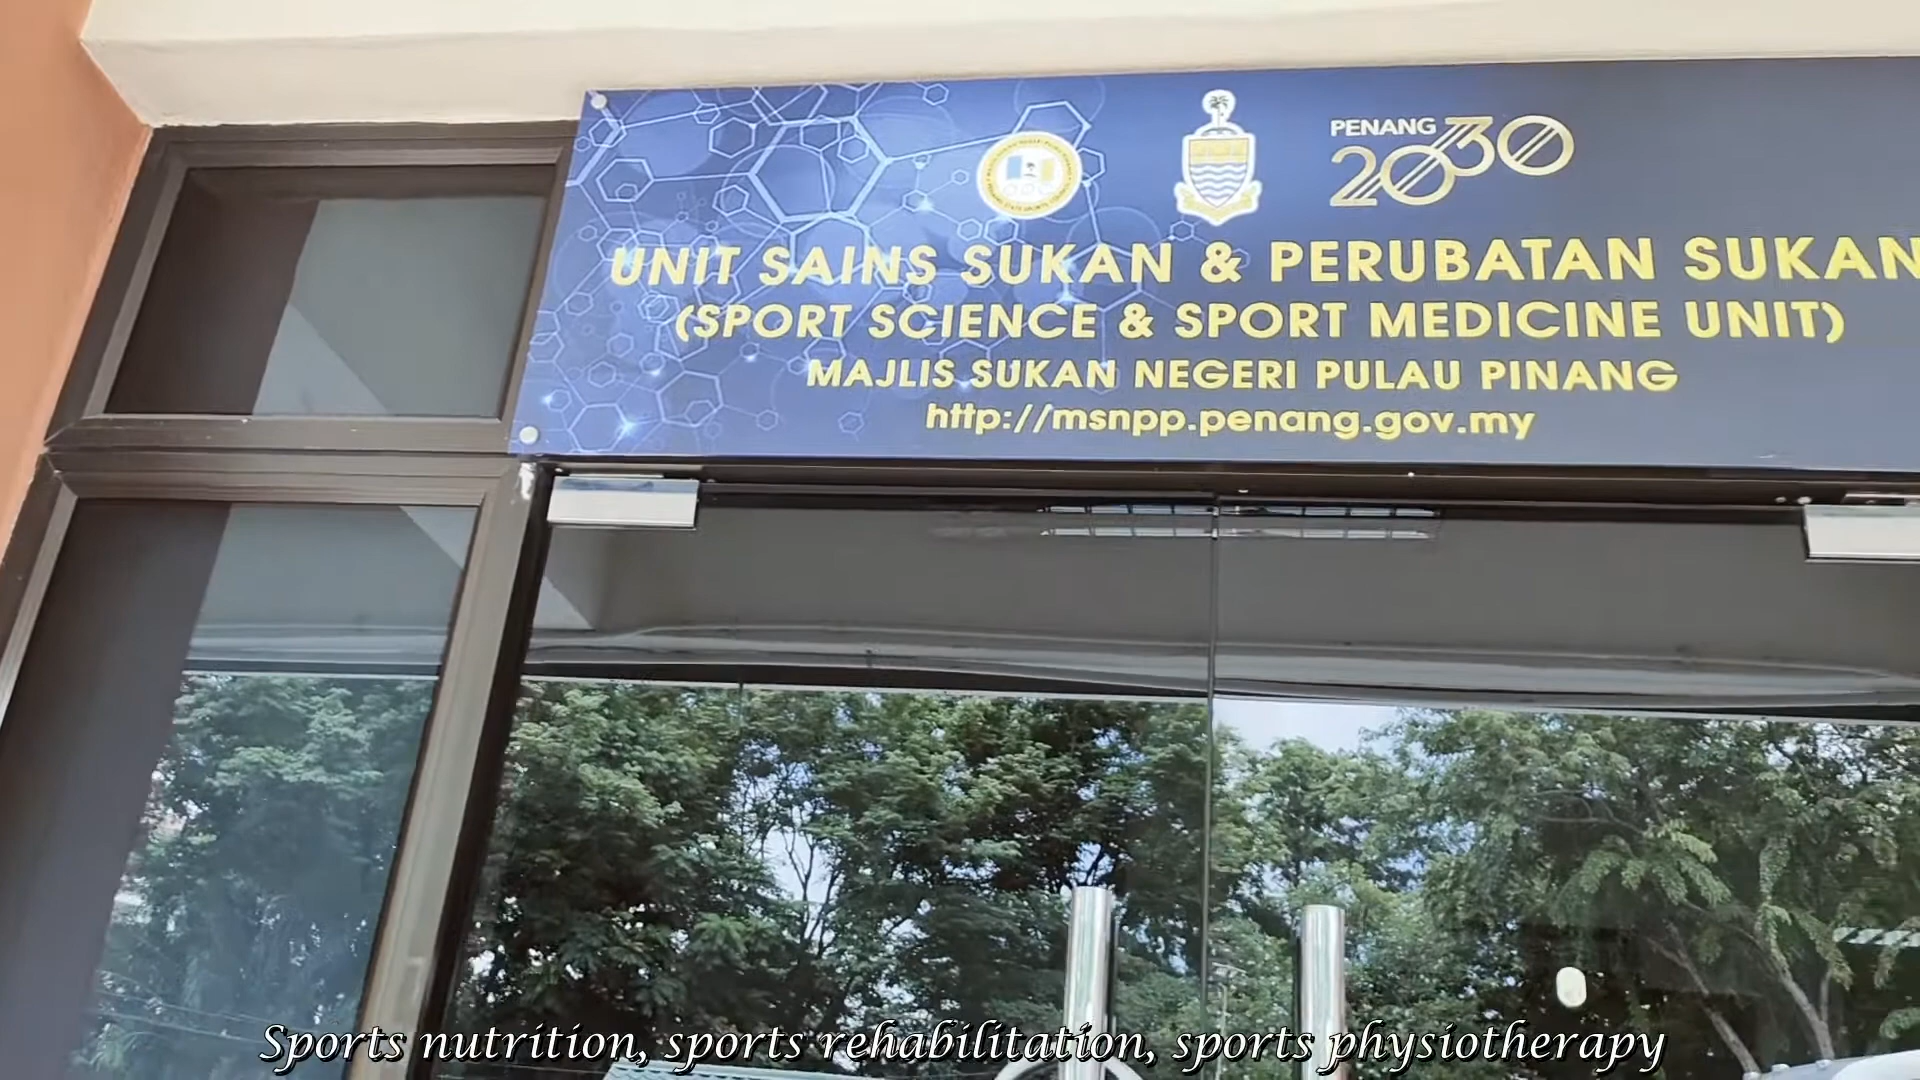 PENANG
2030
UNIT SAINS SUKAN & PERUBATAN SUKAN
(SPORT SCIENCE & SPORT MEDICINE UNIT)
MAJLIS SUKAN NEGERI PULAU PINANG
http://msnpp.penang.gov.my
Sports nutrition, sports rehabilitation, sports physiotherapy